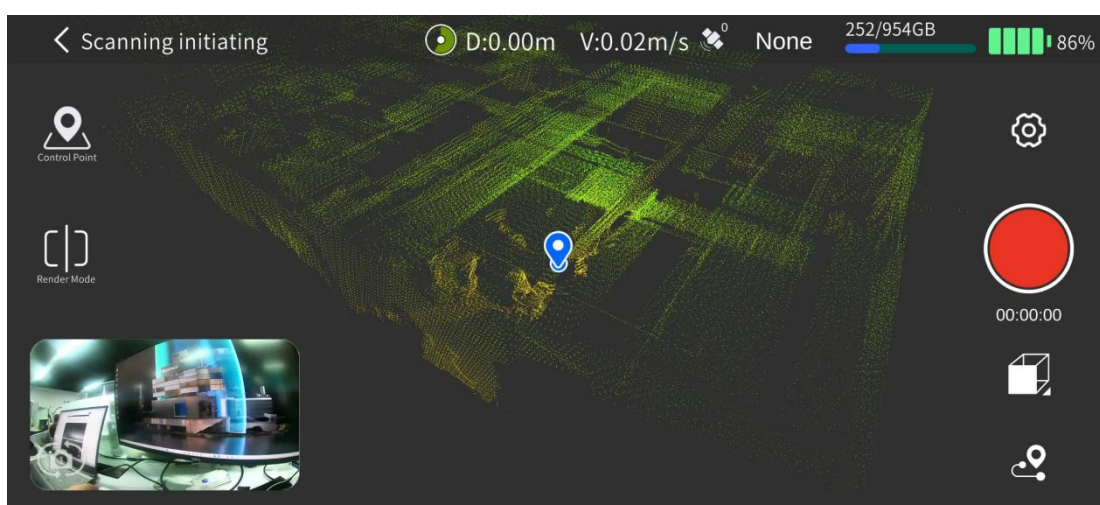 Scanning initiating
D:0.00m V:0.02m/s 0 None 252/954GB 86%
Control Point
Render Mode
00:00:00